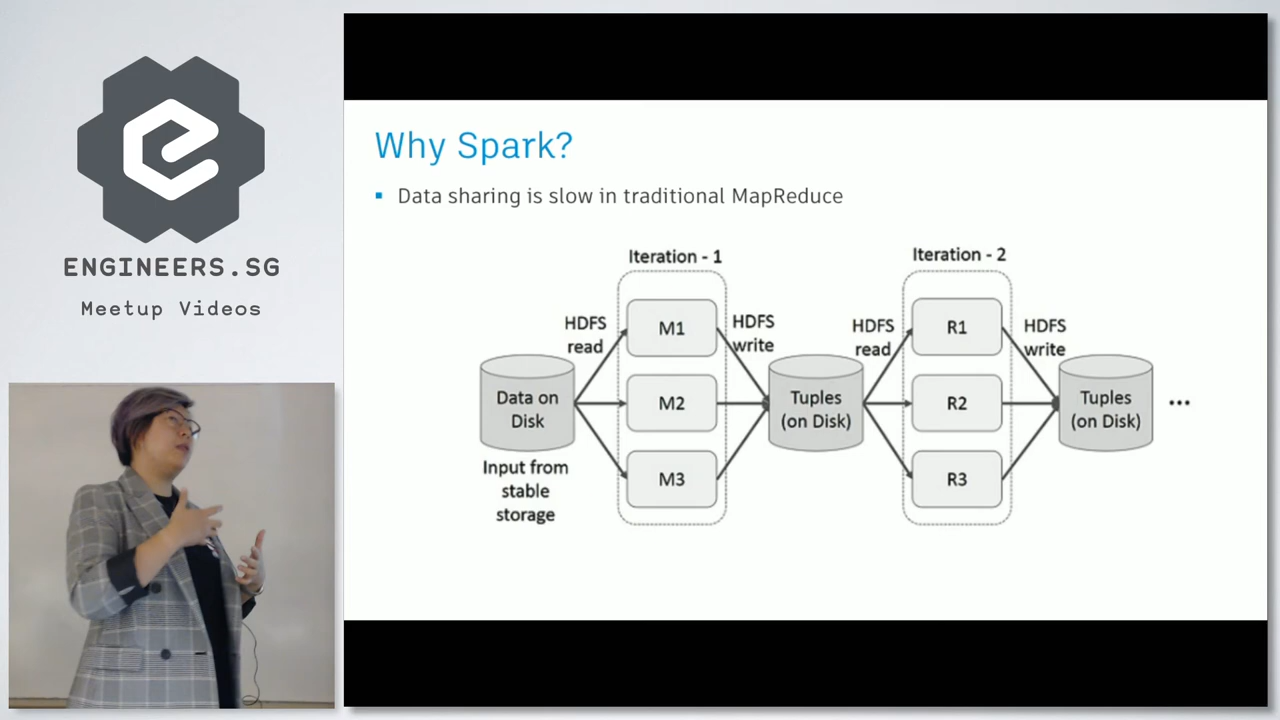 ENGINEERS.SG
Meetup Videos
Why Spark?
Data sharing is slow in traditional MapReduce
Iteration - 1
Iteration - 2
HDFS
read
M1
HDFS
write
HDFS
read
R1
HDFS
write
Data on
Disk
M2
Tuples
(on Disk)
R2
Tuples
(on Disk)
...
Input from
stable
storage
M3
R3